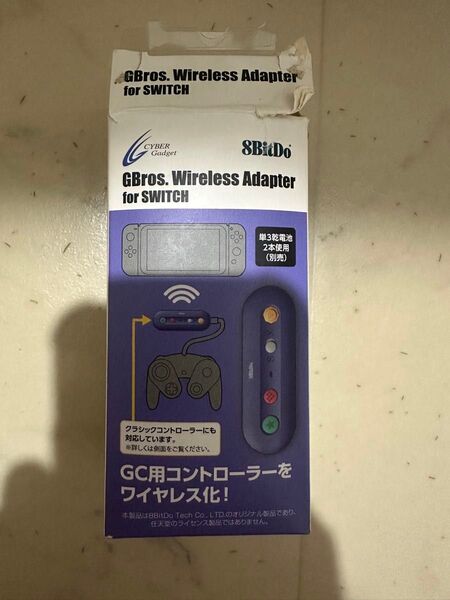 GBros. Wireless Adapter
for SWITCH
CYBER
Gadget
8BitDo
GBros. Wireless Adapter
for SWITCH
単3乾電池
2本使用
(別売)
クラシックコントローラーにも
対応しています。
※詳しくは側面をご覧ください。
GC用コントローラーを
ワイヤレス化!
本製品は8BitDo Tech Co., LTD.のオリジナル製品であり、
任天堂のライセンス製品ではありません。